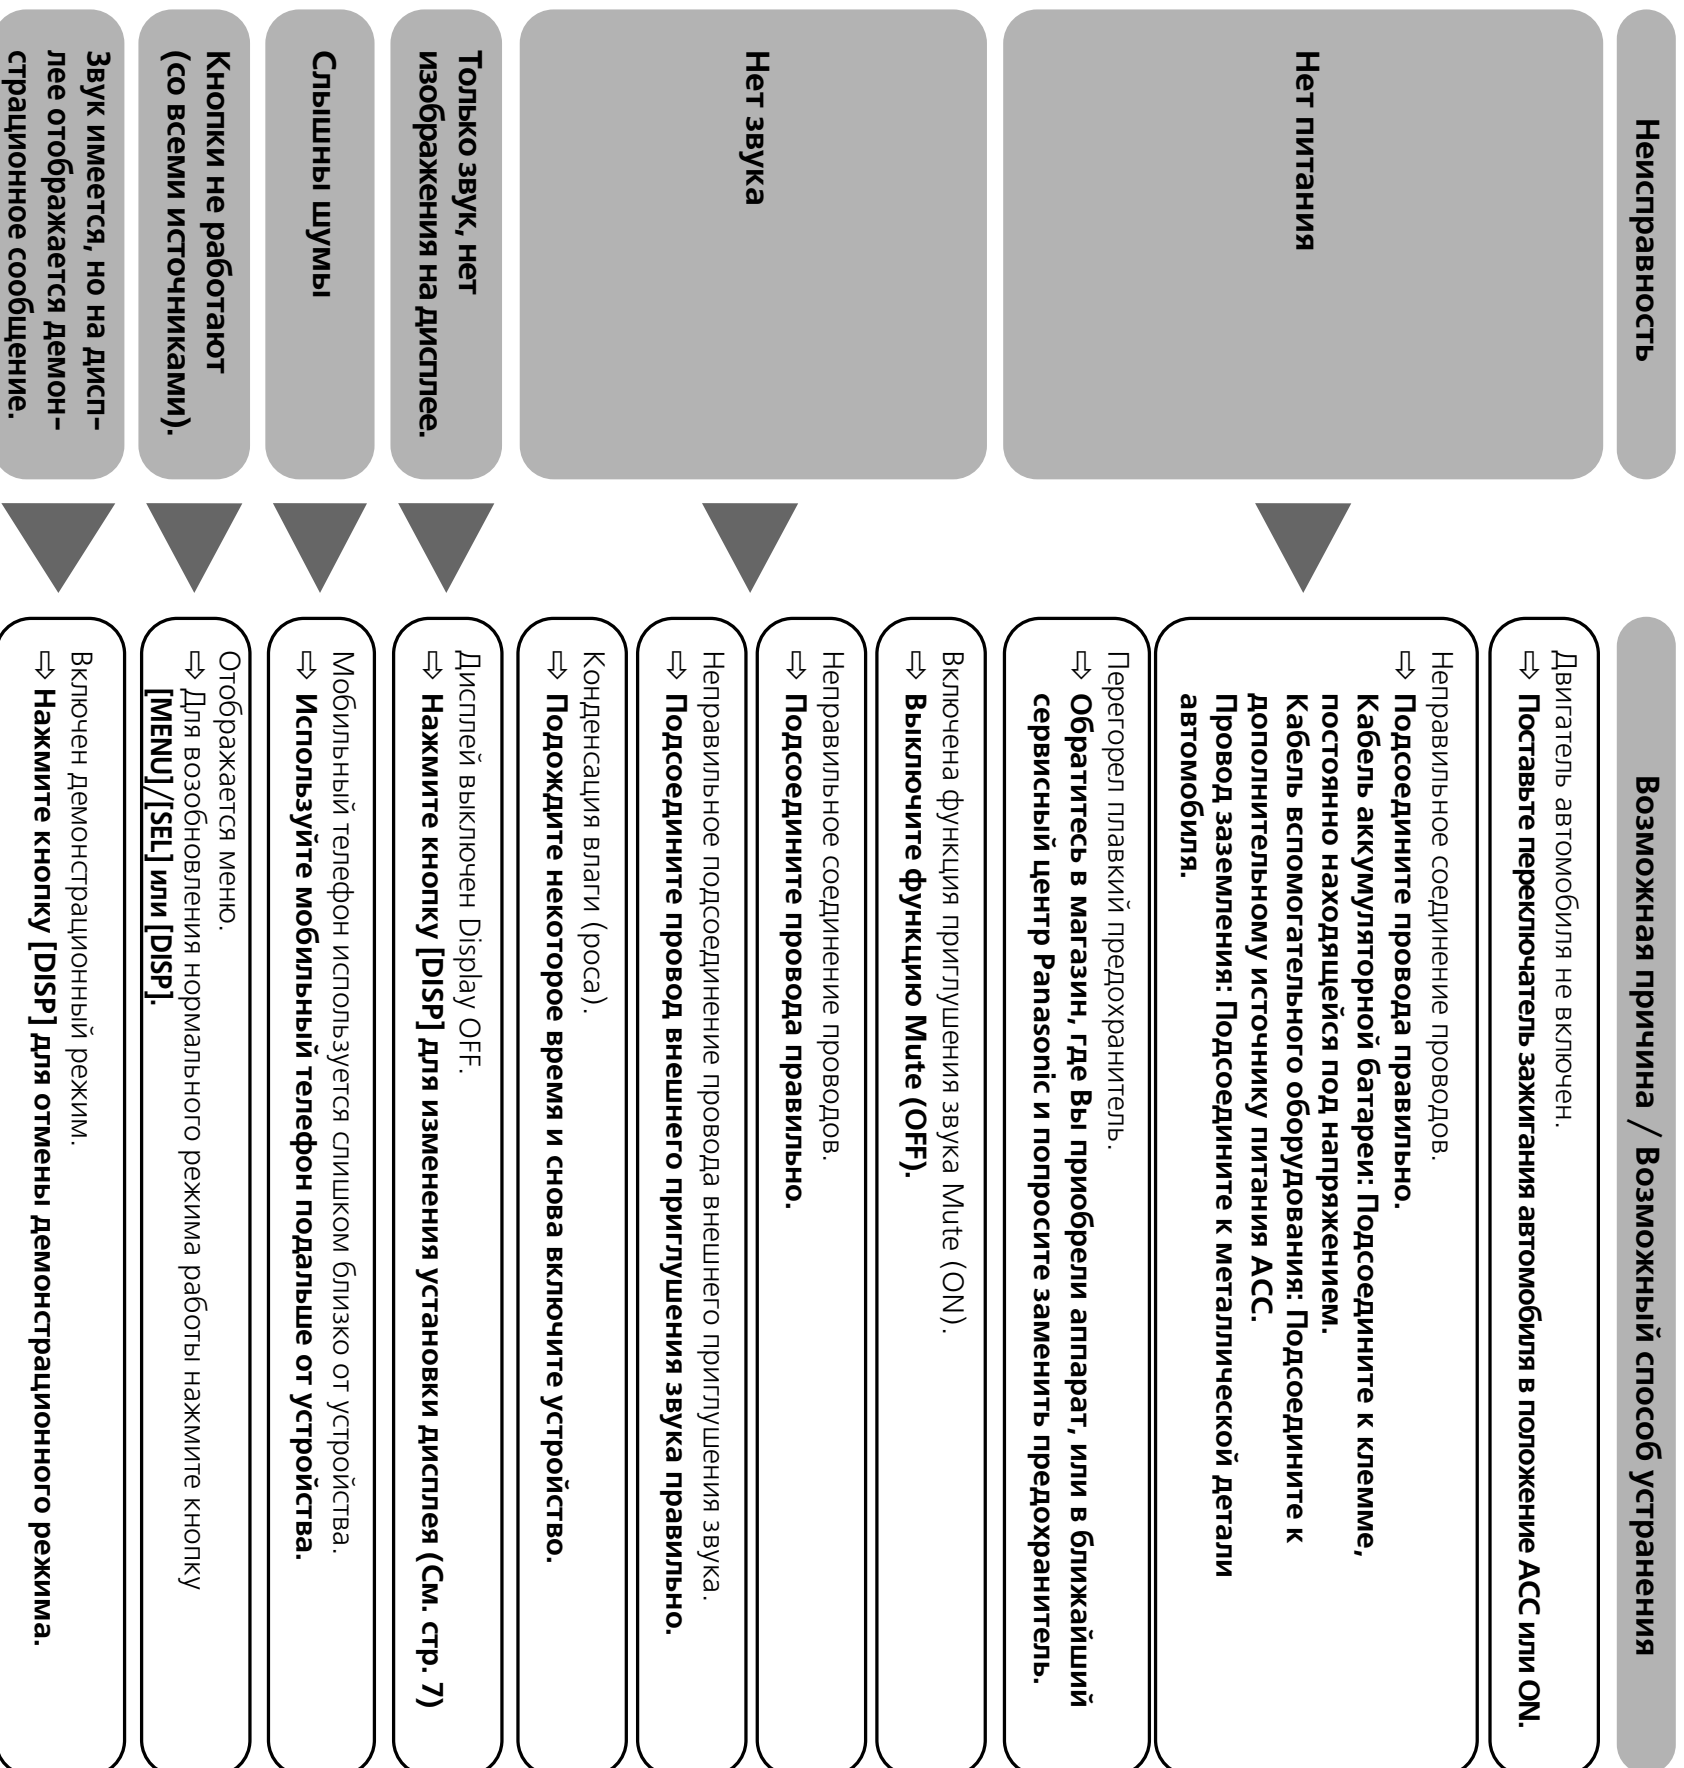 Неисправность
Возможная причина / Возможный способ устранения
Нет питания
Двигатель автомобиля не включен.
⇨ Поставьте переключатель зажигания автомобиля в положение ACC или ON.
Неправильное соединение проводов.
⇨ Подсоедините провода правильно.
Кабель аккумуляторной батареи: Подсоедините к клемме,
постоянно находящейся под напряжением.
Кабель вспомогательного оборудования: Подсоедините к
дополнительному источнику питания ACC.
Провод заземления: Подсоедините к металлической детали
автомобиля.
Перегорел плавкий предохранитель.
⇨ Обратитесь в магазин, где Вы приобрели аппарат, или в ближайший
сервисный центр Panasonic и попросите заменить предохранитель.
Нет звука
Включена функция приглушения звука Mute (ON).
⇨ Выключите функцию Mute (OFF).
Неправильное соединение проводов.
⇨ Подсоедините провода правильно.
Неправильное подсоединение провода внешнего приглушения звука.
⇨ Подсоедините провод внешнего приглушения звука правильно.
Конденсация влаги (роса).
⇨ Подождите некоторое время и снова включите устройство.
Только звук, нет
изображения на дисплее.
Дисплей выключен Display OFF.
⇨ Нажмите кнопку [DISP] для изменения установки дисплея (См. стр. 7)
Слышны шумы
Мобильный телефон используется слишком близко от устройства.
⇨ Используйте мобильный телефон подальше от устройства.
Кнопки не работают
(со всеми источниками).
Отображается меню.
⇨ Для возобновления нормального режима работы нажмите кнопку
[MENU]/[SEL] или [DISP].
Звук имеется, но на дисп-
лее отображается демон-
страционное сообщение.
Включен демонстрационный режим.
⇨ Нажмите кнопку [DISP] для отмены демонстрационного режима.